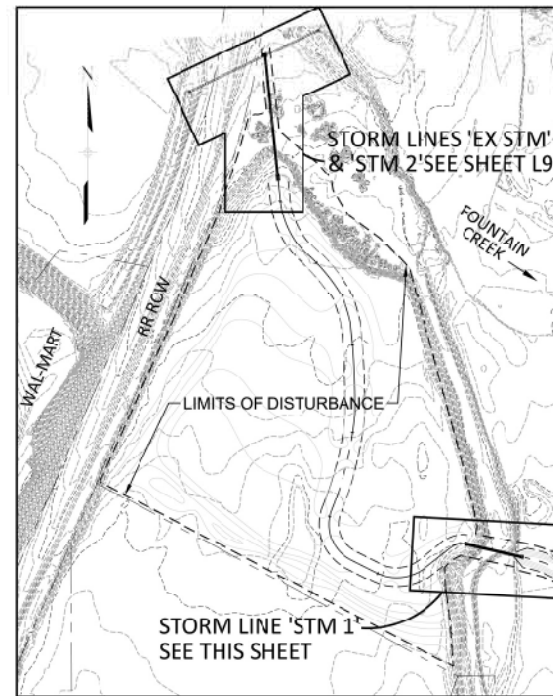 N
STORM LINES 'EX STM'
& 'STM 2'SEE SHEET L9
FOUNTAIN
CREEK
RR ROW
WAL-MART
LIMITS OF DISTURBANCE
STORM LINE 'STM 1'
SEE THIS SHEET